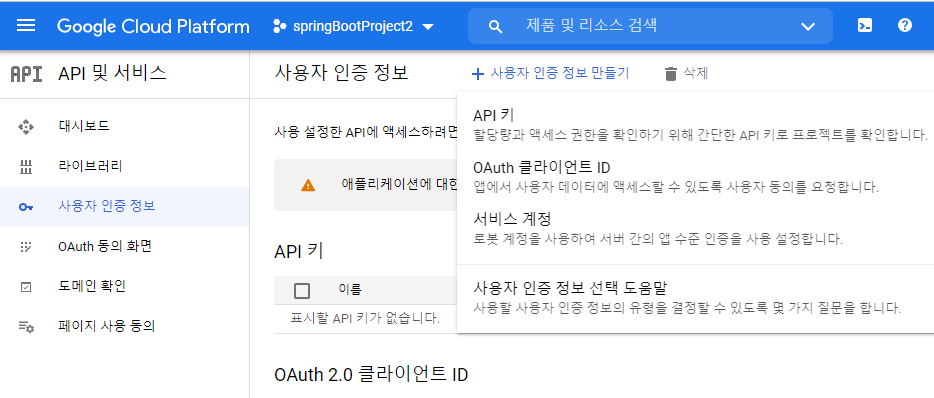 Google Cloud Platform
springBootProject2
제품 및 리소스 검색
API
API 및 서비스
사용자 인증 정보
사용자 인증 정보 만들기
삭제
대시보드
라이브러리
사용자 인증 정보
OAuth 동의 화면
도메인 확인
페이지 사용 동의
사용 설정한 API에 액세스하려면
애플리케이션에 대한
API 키
이름
표시할 API 키가 없습니다.
OAuth 2.0 클라이언트 ID
API 키
할당량과 액세스 권한을 확인하기 위해 간단한 API 키로 프로젝트를 확인합니다.
OAuth 클라이언트 ID
앱에서 사용자 데이터에 액세스할 수 있도록 사용자 동의를 요청합니다.
서비스 계정
로봇 계정을 사용하여 서버 간의 앱 수준 인증을 사용 설정합니다.
사용자 인증 정보 선택 도움말
사용할 사용자 인증 정보의 유형을 결정할 수 있도록 몇 가지 질문을 합니다.